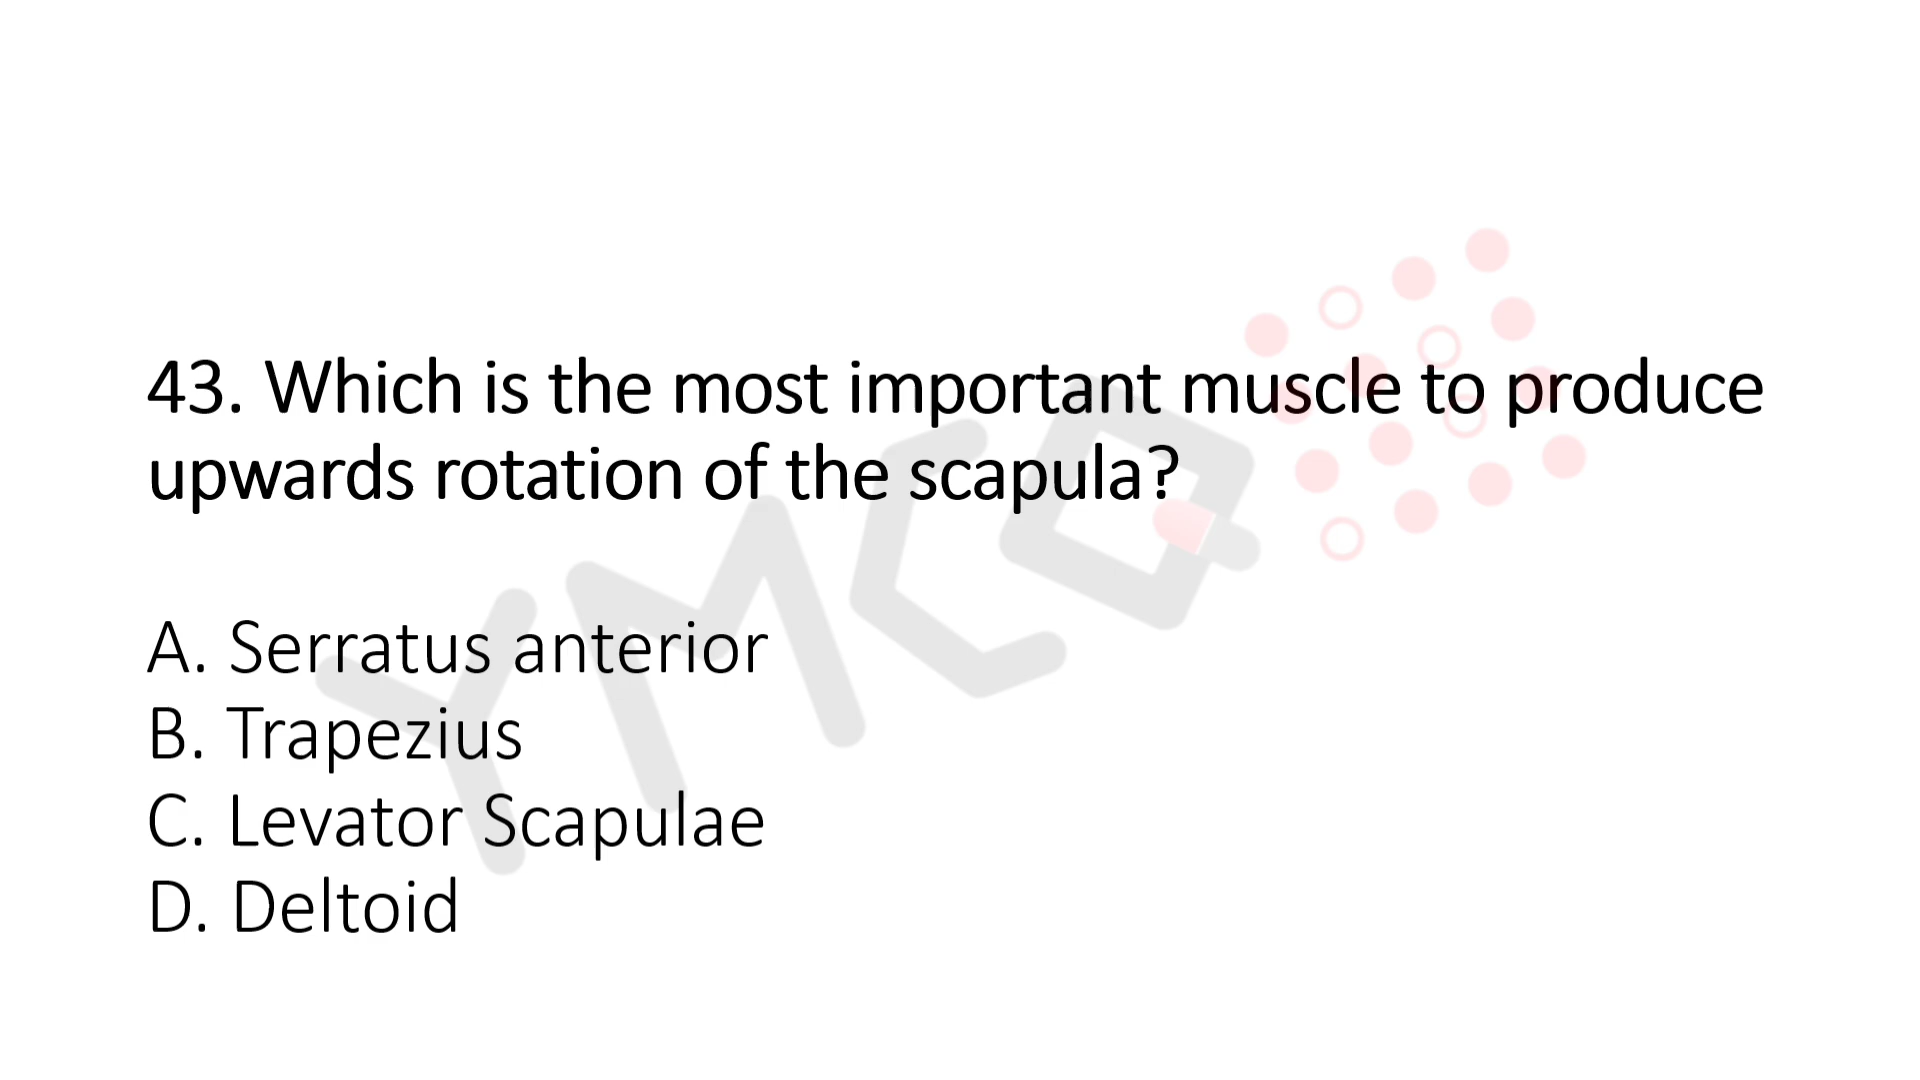 43. Which is the most important muscle to produce
upwards rotation of the scapula?
A. Serratus anterior
B. Trapezius
C. Levator Scapulae
D. Deltoid
YMCQ